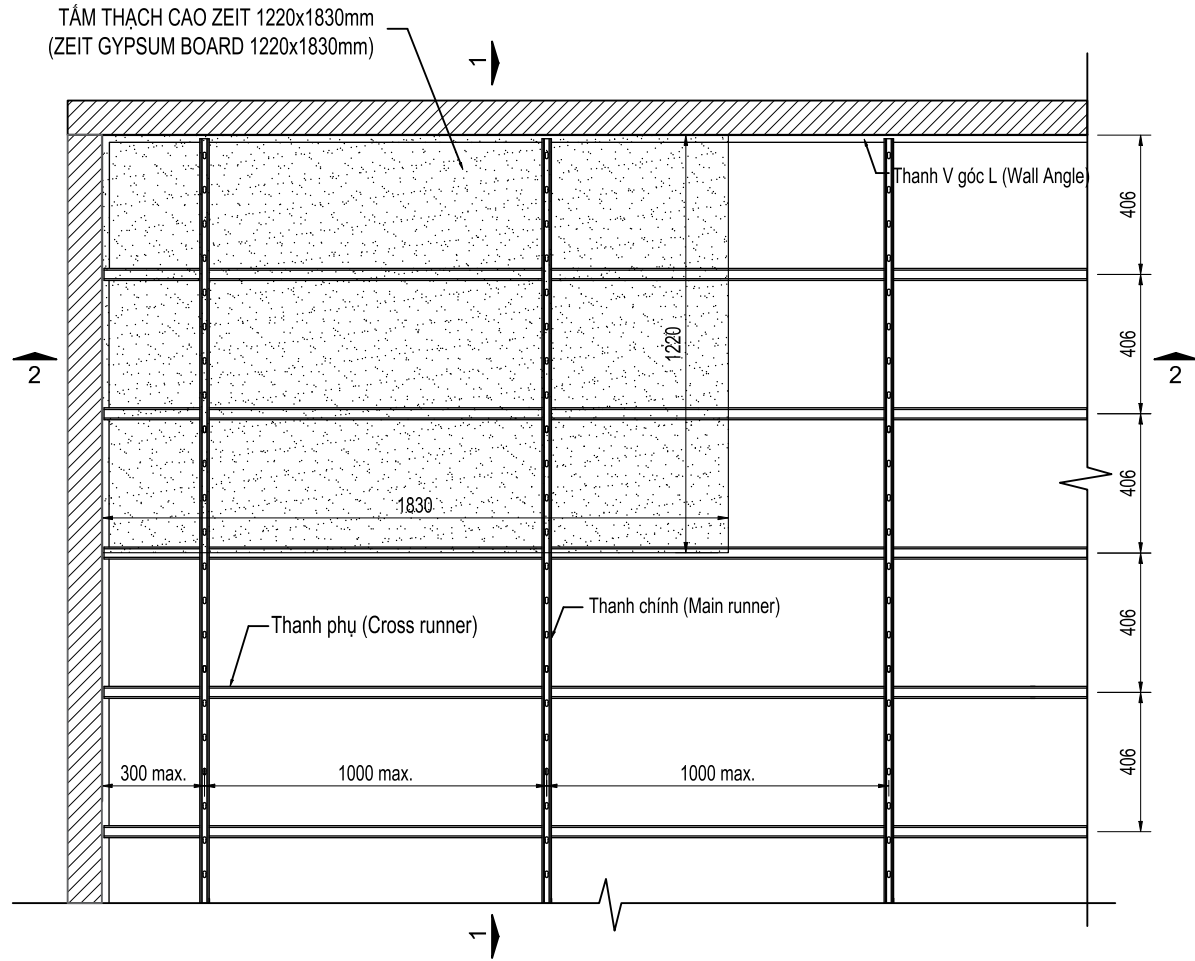 TẤM THẠCH CAO ZEIT 1220x1830mm
(ZEIT GYPSUM BOARD 1220x1830mm)
1
Thanh V góc L (Wall Angle)
406
406
1220
2
2
406
1830
Thanh chính (Main runner)
Thanh phụ (Cross runner)
406
406
300 max.
1000 max.
1000 max.
1